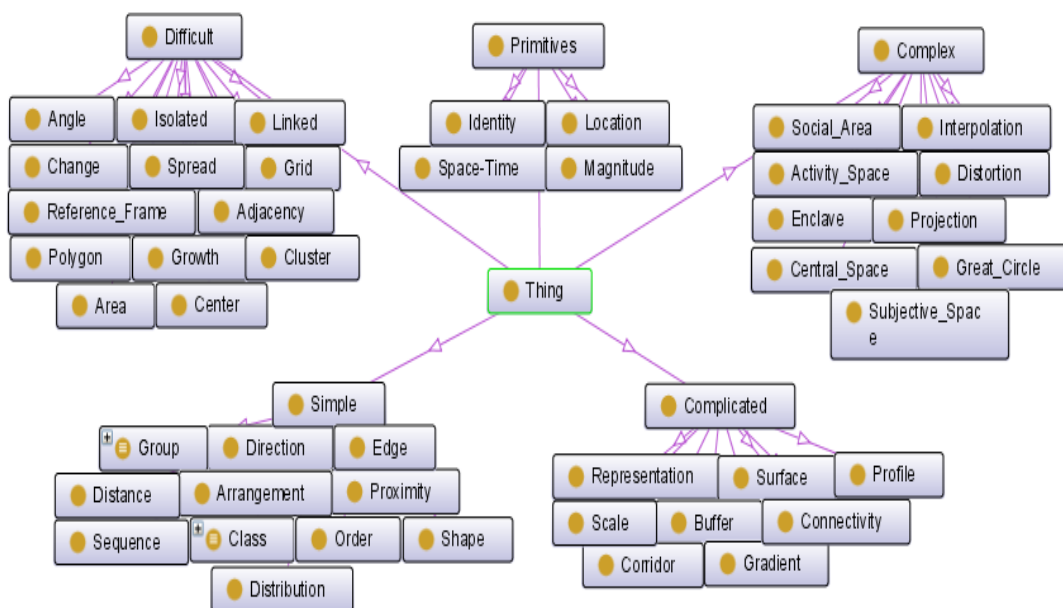 Difficult
Primitives
Complex
Angle
Isolated
Linked
Change
Spread
Grid
Reference_Frame
Adjacency
Polygon
Growth
Cluster
Area
Center
Identity
Location
Space-Time
Magnitude
Social_Area
Interpolation
Activity_Space
Distortion
Enclave
Projection
Central_Space
Great_Circle
Subjective_Spac
e
Thing
Simple
Complicated
Group
Direction
Edge
Distance
Arrangement
Proximity
Sequence
Class
Order
Shape
Distribution
Representation
Surface
Profile
Scale
Buffer
Connectivity
Corridor
Gradient